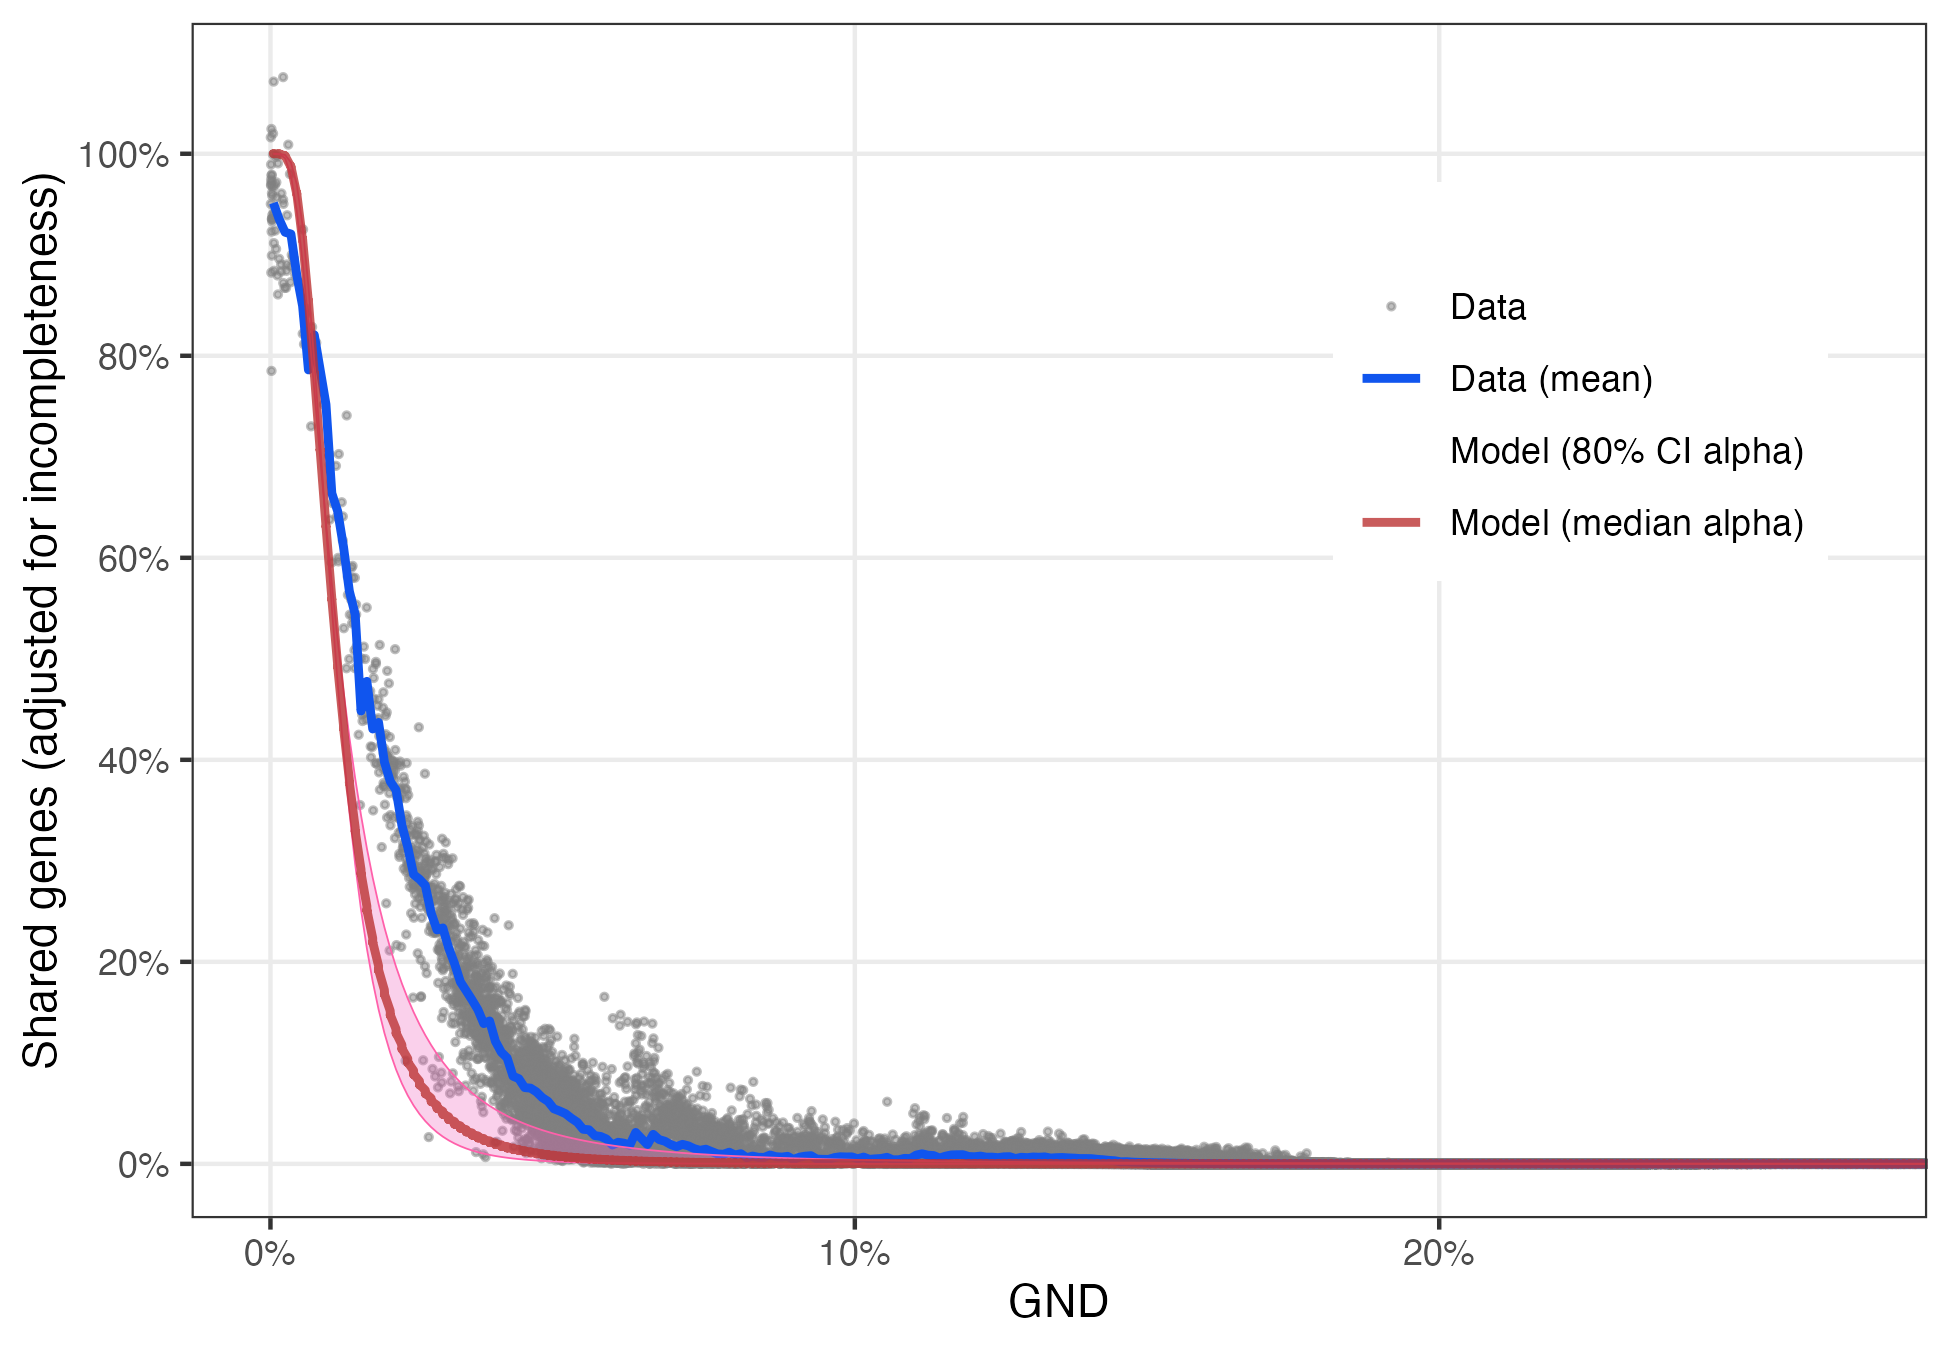 Shared genes (adjusted for incompleteness)
100%
80%
60%
40%
20%
0%
Data
Data (mean)
Model (80% CI alpha)
Model (median alpha)
0%
10%
20%
GND